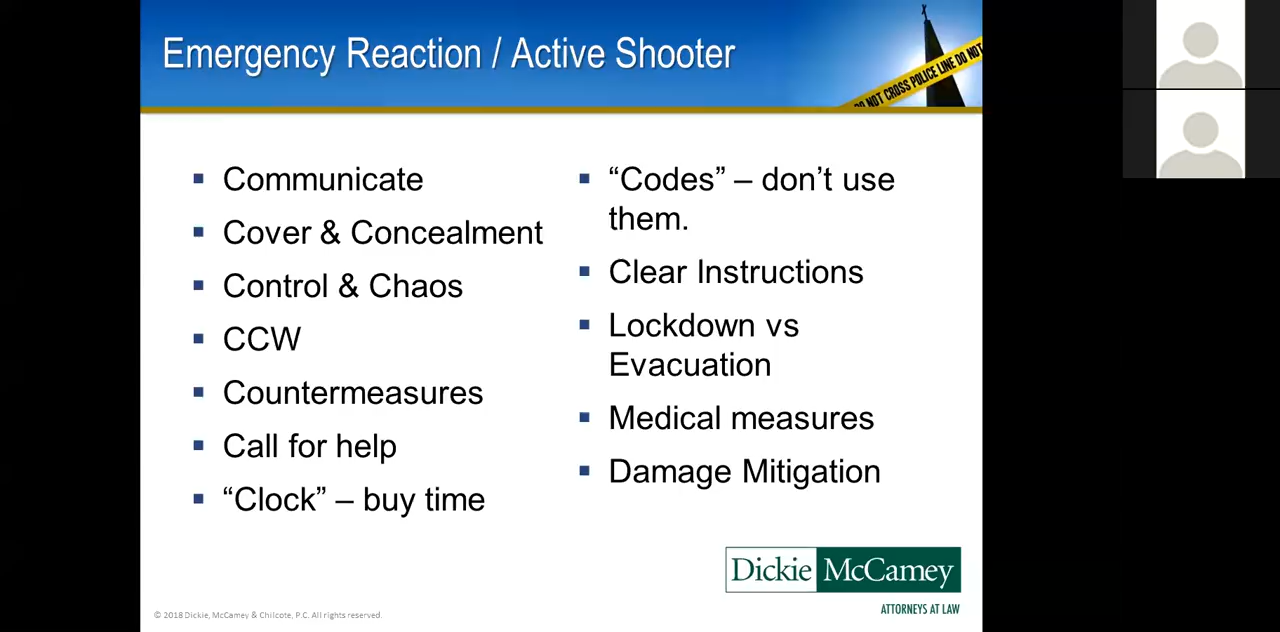 Emergency Reaction / Active Shooter
DO NOT CROSS POLICE LINE DO NOT
Communicate
Cover & Concealment
Control & Chaos
CCW
Countermeasures
Call for help
“Clock” – buy time
“Codes” – don’t use
them.
Clear Instructions
Lockdown vs
Evacuation
Medical measures
Damage Mitigation
Dickie McCamey
ATTORNEYS AT LAW
© 2018 Dickie, McCamey & Chilcote, P.C. All rights reserved.